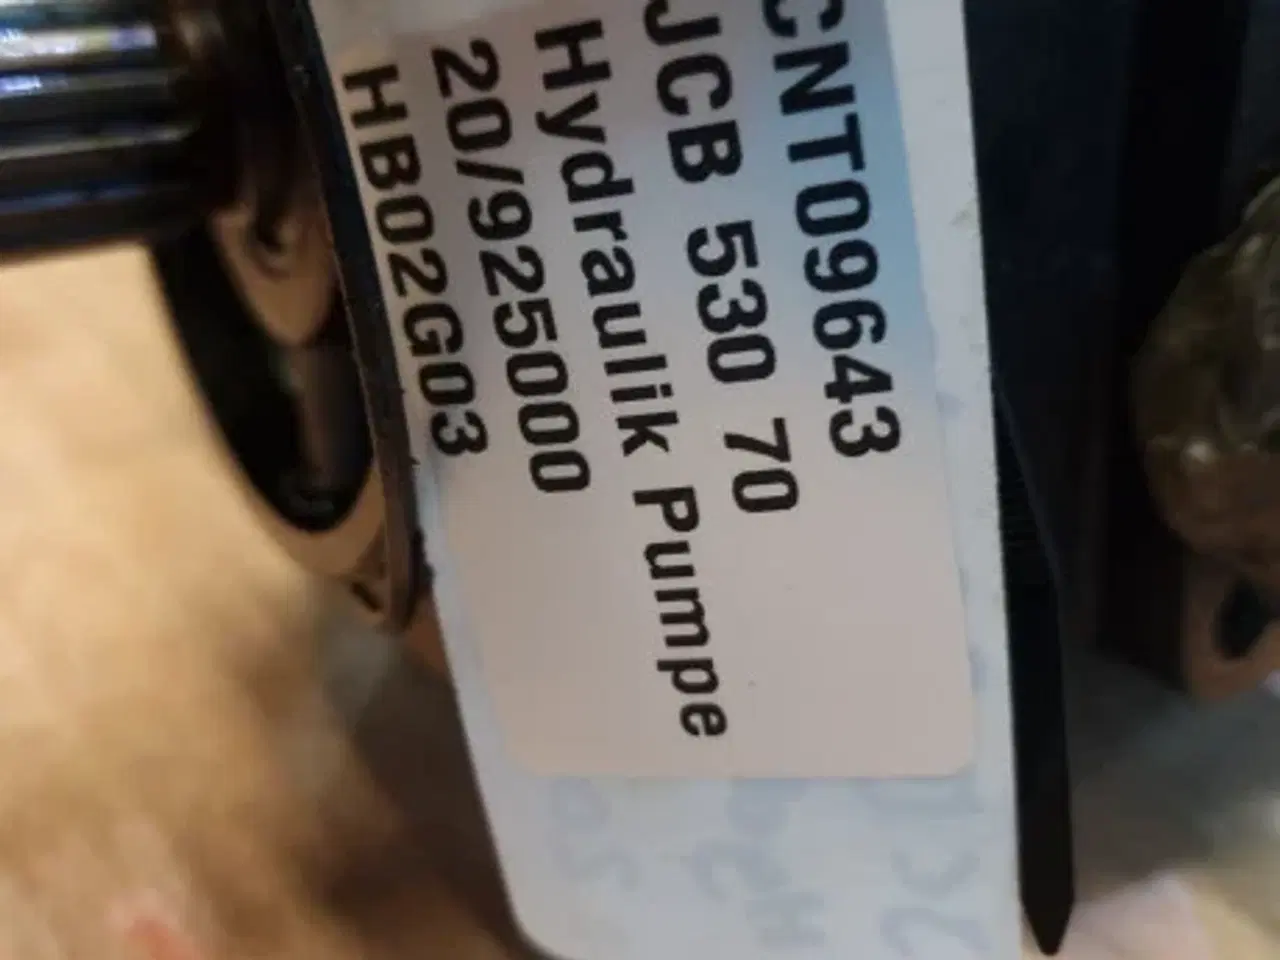 CNT09643
JCB 530 70
Hydraulik Pumpe
20/925000
HB02G03